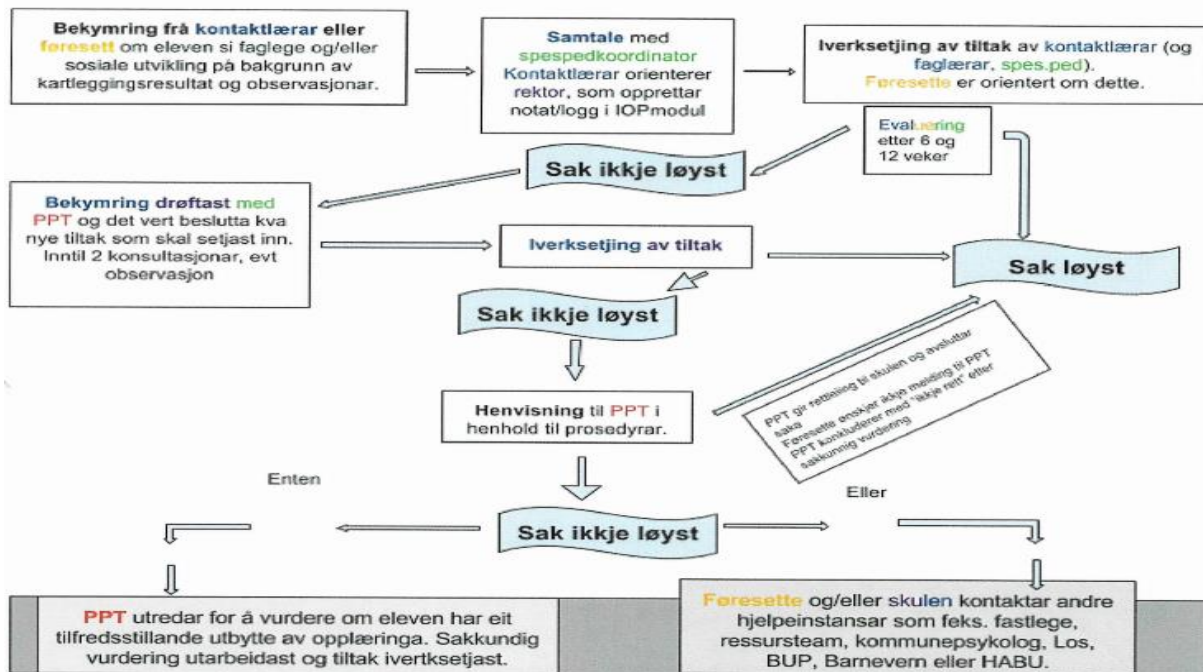 Bekymring frå kontaktlærar eller
føresett om eleven si faglege og/eller
sosiale utvikling på bakgrunn av
kartleggingsresultat og observasjonar.
Samtale med
spespedkoordinator
Kontaktlærar orienterer
rektor, som opprettar
notat/logg i IOPmodul
Iverksetjing av tiltak av kontaktlærar (og
faglærar, spes.ped).
Føresette er orientert om dette.
Evaluering
etter 6 og
12 veker
Sak ikkje løyst
Bekymring drøftast med
PPT og det vert beslutta kva
nye tiltak som skal setjast inn.
Inntil 2 konsultasjonar, evt
observasjon
Iverksetjing av tiltak
Sak løyst
Sak ikkje løyst
Henvisning til PPT i
henhold til prosedyrar.
PPT gir rettleiing til skulen og avsluttar
saka
Føresette ønskjer ikkje melding til PPT
PPT konkluderer med "ikkje rett" etter
sakkunnig vurdering
Enten
Eller
Sak ikkje løyst
PPT utredar for å vurdere om eleven har eit
tilfredsstillande utbytte av opplæringa. Sakkundig
vurdering utarbeidast og tiltak ivertksetjast.
Føresette og/eller skulen kontaktar andre
hjelpeinstansar som feks. fastlege,
ressursteam, kommunepsykolog, Los,
BUP, Barnevern eller HABU.